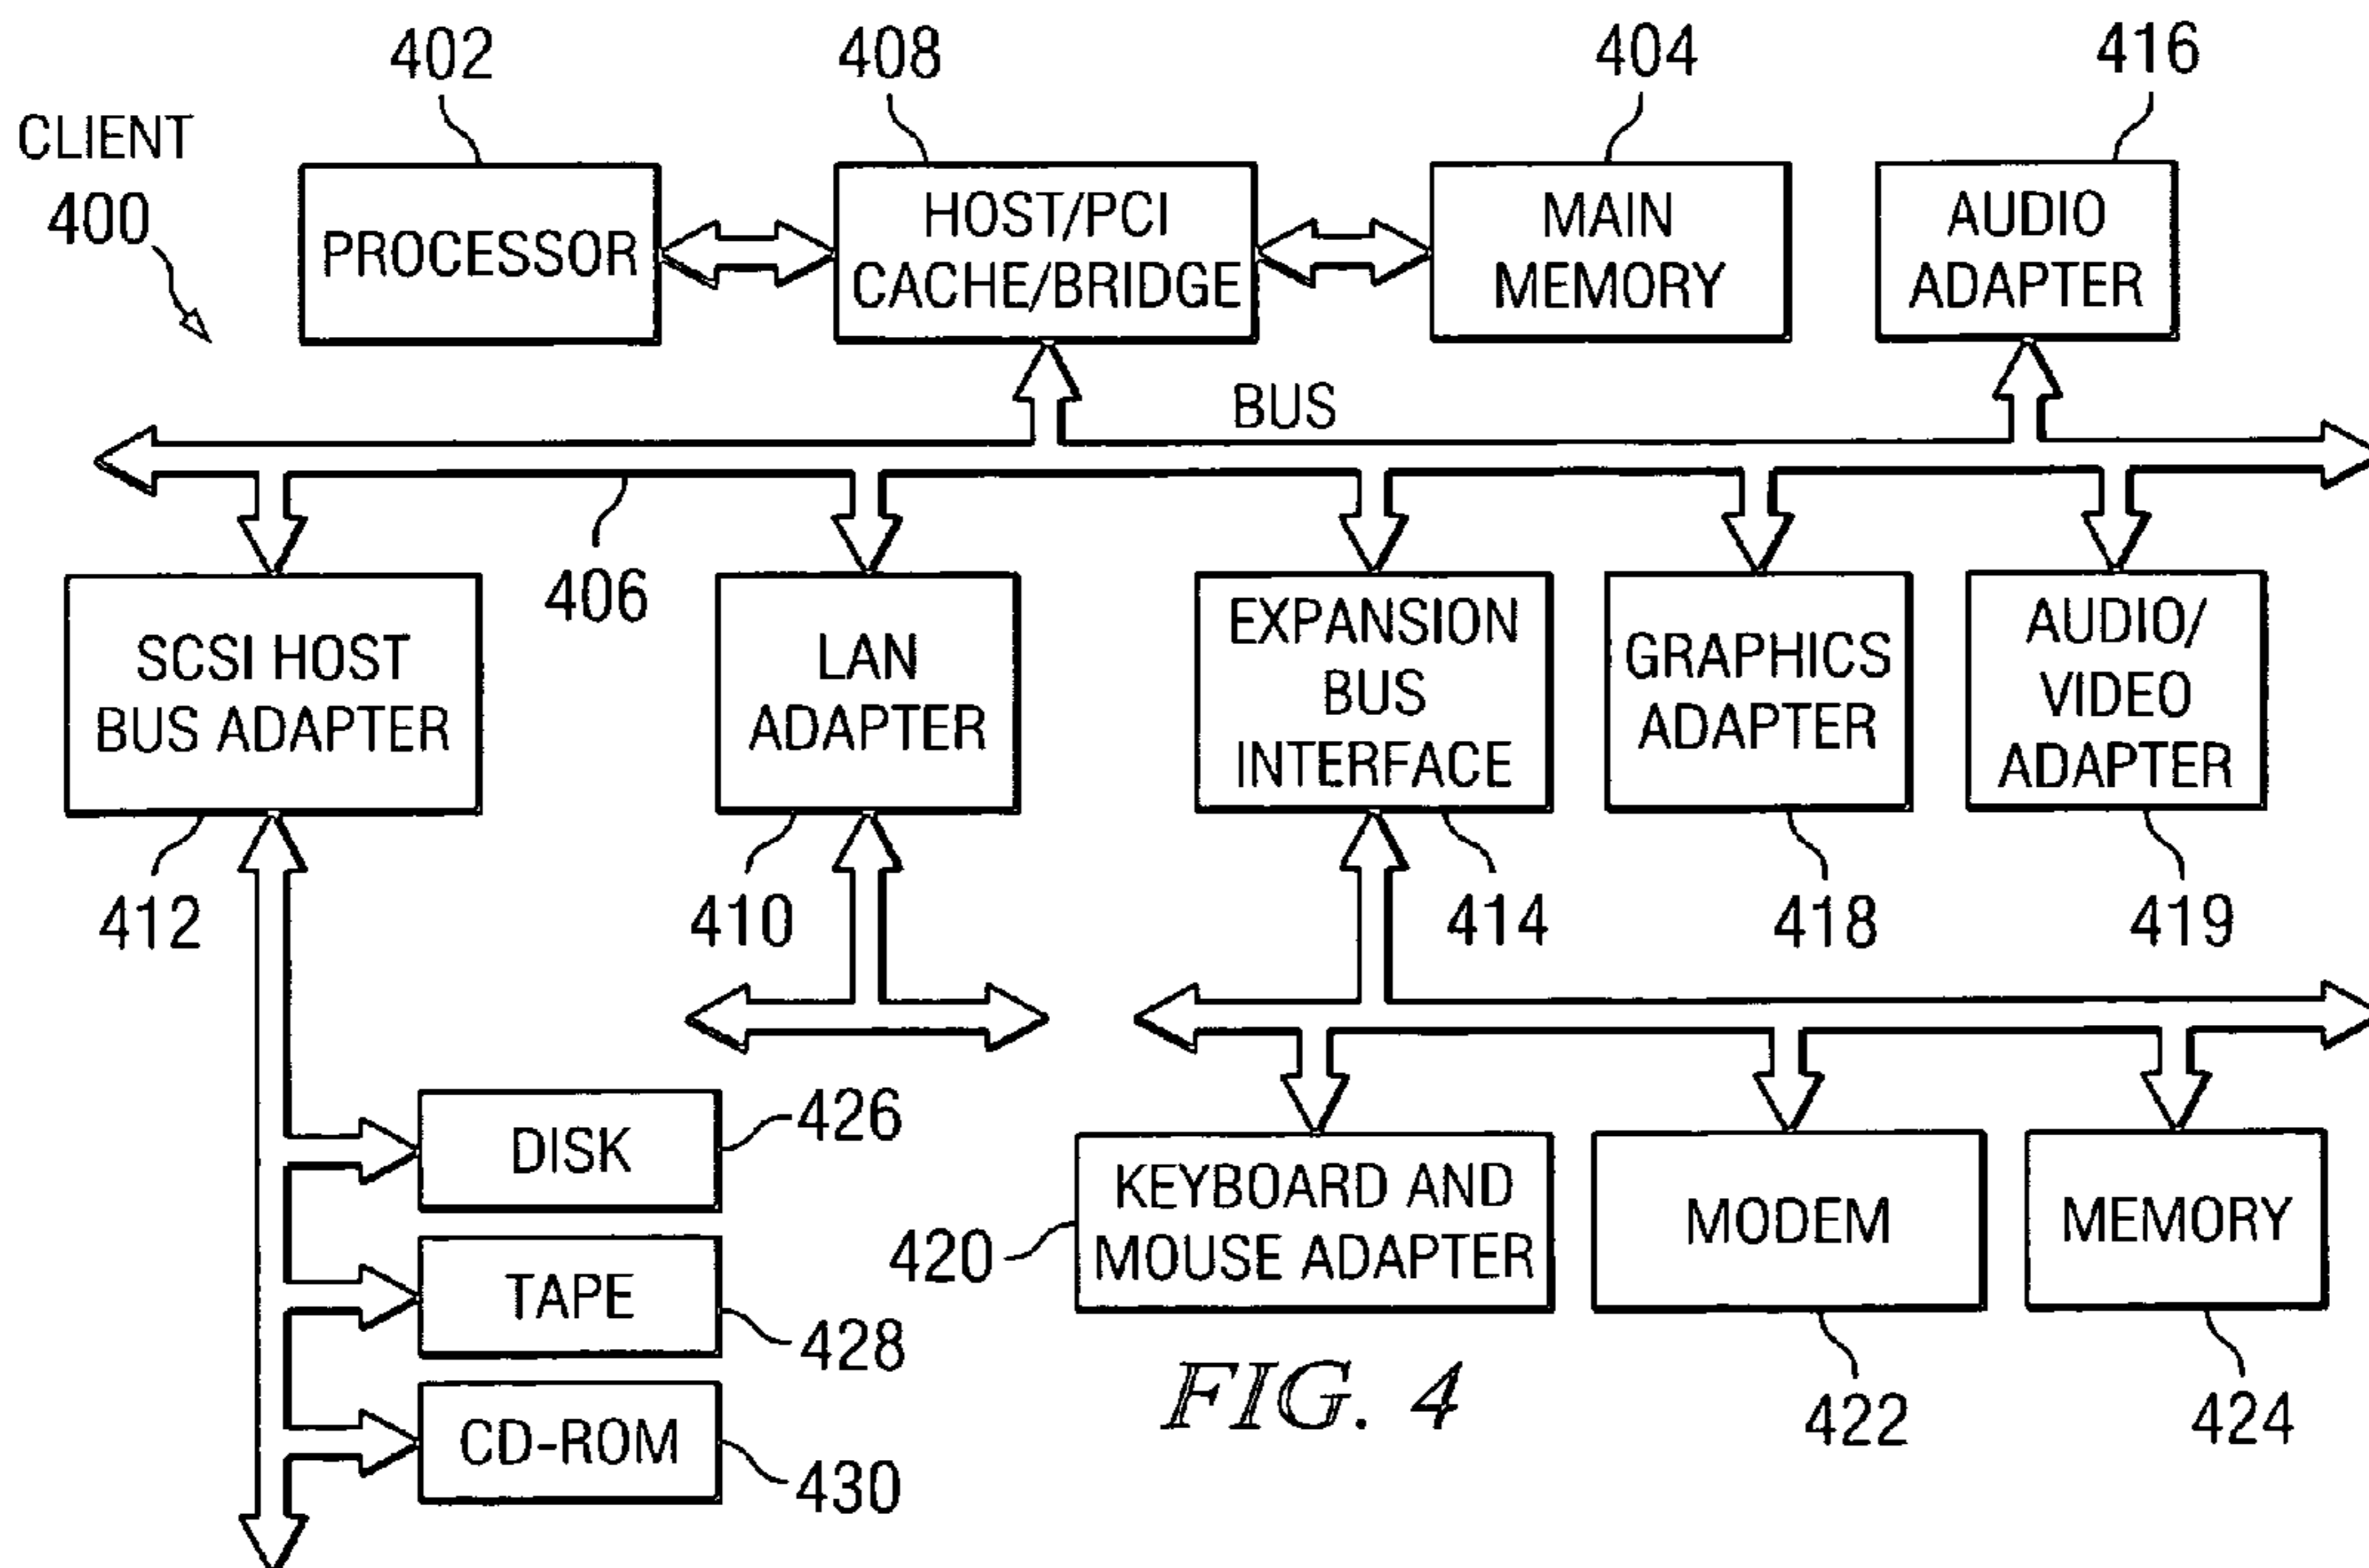 402
408
404
416
CLIENT
400
PROCESSOR
HOST/PCI
CACHE/BRIDGE
MAIN
MEMORY
AUDIO
ADAPTER
BUS
406
SCSI HOST
BUS ADAPTER
LAN
ADAPTER
EXPANSION
BUS
INTERFACE
GRAPHICS
ADAPTER
AUDIO/
VIDEO
ADAPTER
412
410
414
418
419
DISK
426
TAPE
428
CD-ROM
430
420
KEYBOARD AND
MOUSE ADAPTER
MODEM
MEMORY
422
424
FIG. 4